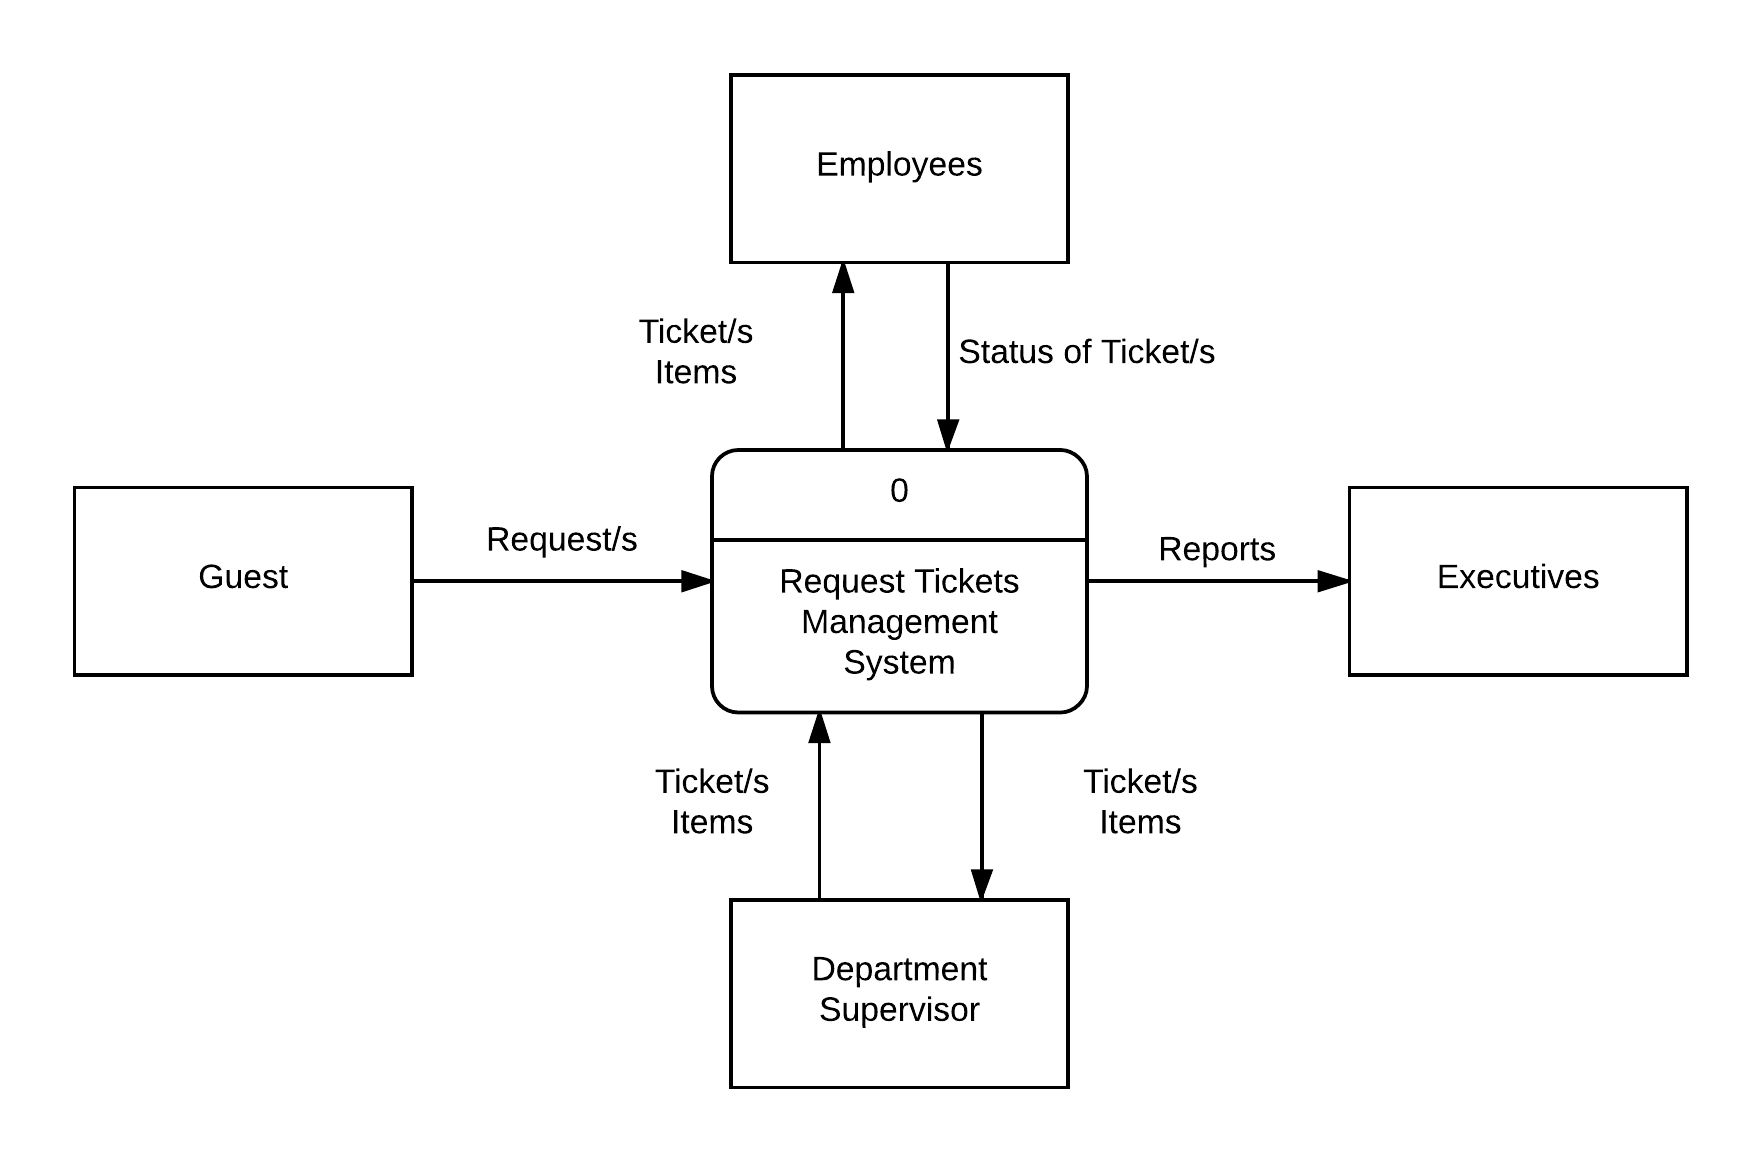 Employees
Ticket/s
Items
Status of Ticket/s
0
Guest
Request/s
Request Tickets
Management
System
Reports
Executives
Ticket/s
Items
Ticket/s
Items
Department
Supervisor